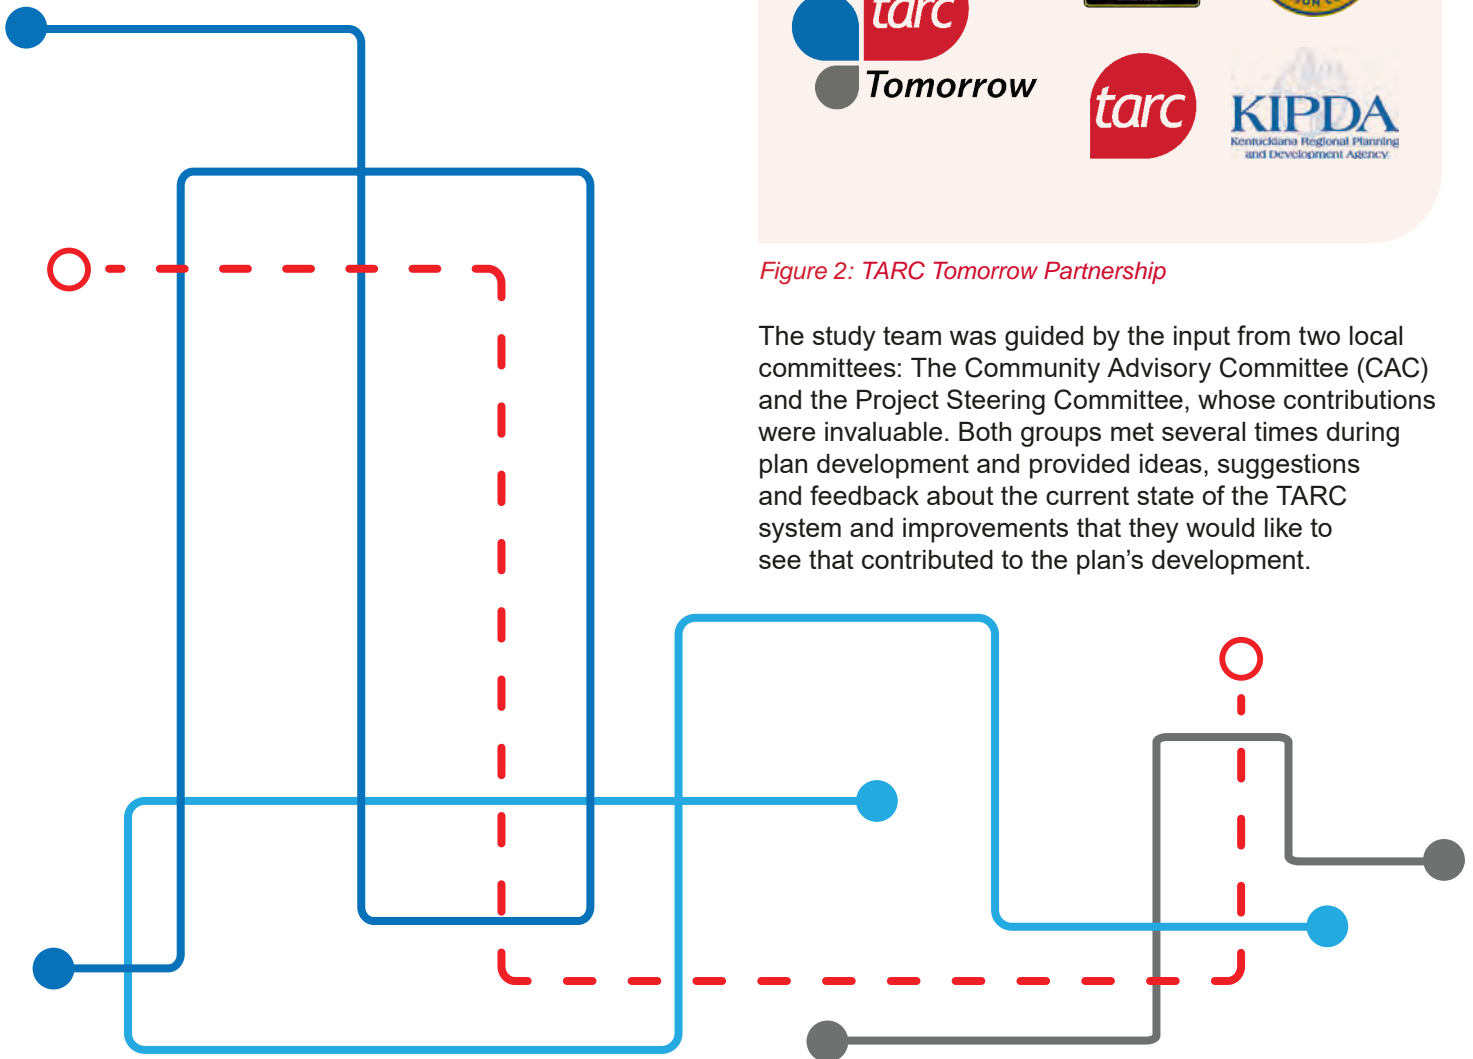 tarc
Tomorrow
tarc
KIPDA
Kentuckiana Regional Planning
and Development Agency
Figure 2: TARC Tomorrow Partnership
The study team was guided by the input from two local
committees: The Community Advisory Committee (CAC)
and the Project Steering Committee, whose contributions
were invaluable. Both groups met several times during
plan development and provided ideas, suggestions
and feedback about the current state of the TARC
system and improvements that they would like to
see that contributed to the plan’s development.